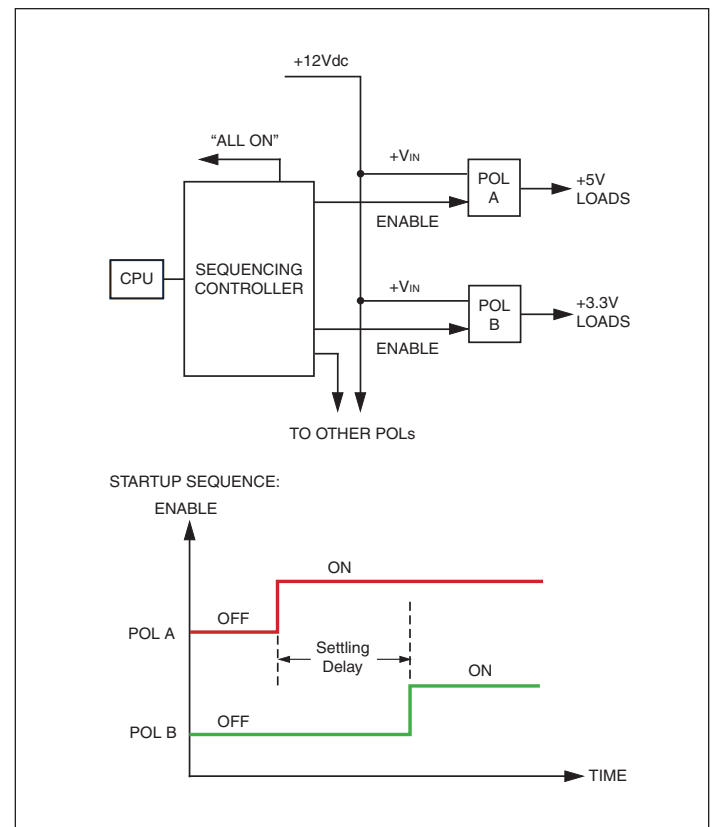 +12Vdc
"ALL ON"
+VIN
POL
A
+5V
LOADS
ENABLE
CPU
SEQUENCING
CONTROLLER
+VIN
POL
B
+3.3V
LOADS
ENABLE
TO OTHER POLs
STARTUP SEQUENCE:
ENABLE
ON
OFF
POL A
Settling
Delay
ON
OFF
POL B
TIME